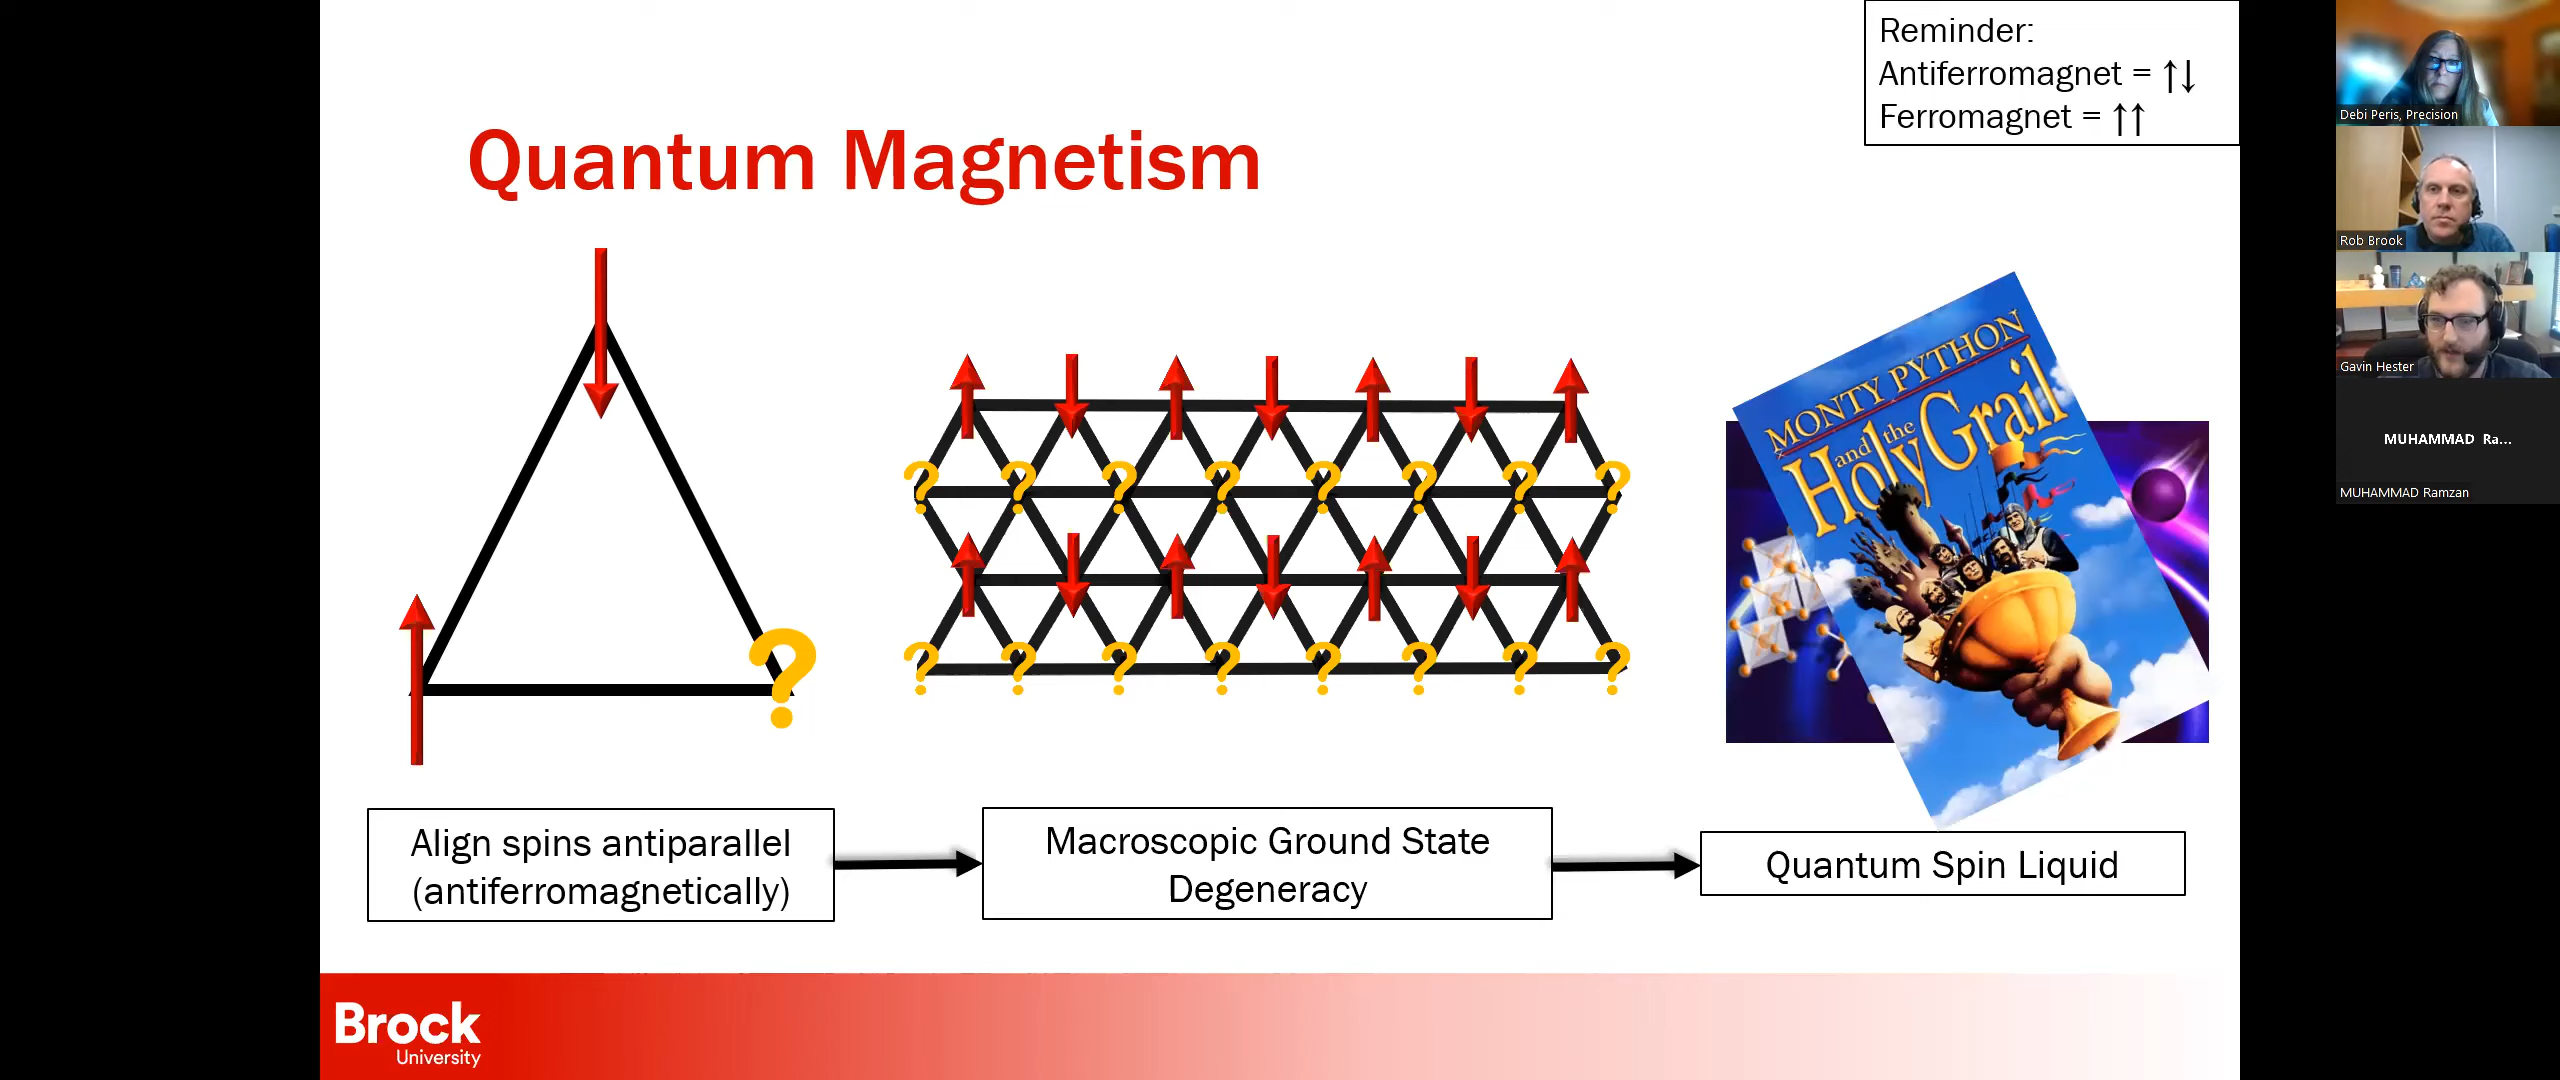 Reminder:
Antiferromagnet = ↑↓
Ferromagnet = ↑↑
Quantum Magnetism
?
? ? ? ? ? ? ? ?
? ? ? ? ? ? ? ?
MONTY PYTHON
and the
Holy Grail
Align spins antiparallel
(antiferromagnetically)
Macroscopic Ground State
Degeneracy
Quantum Spin Liquid
Brock
University
Debi Peris, Precision
Rob Brook
Gavin Hester
MUHAMMAD Ra...
MUHAMMAD Ramzan